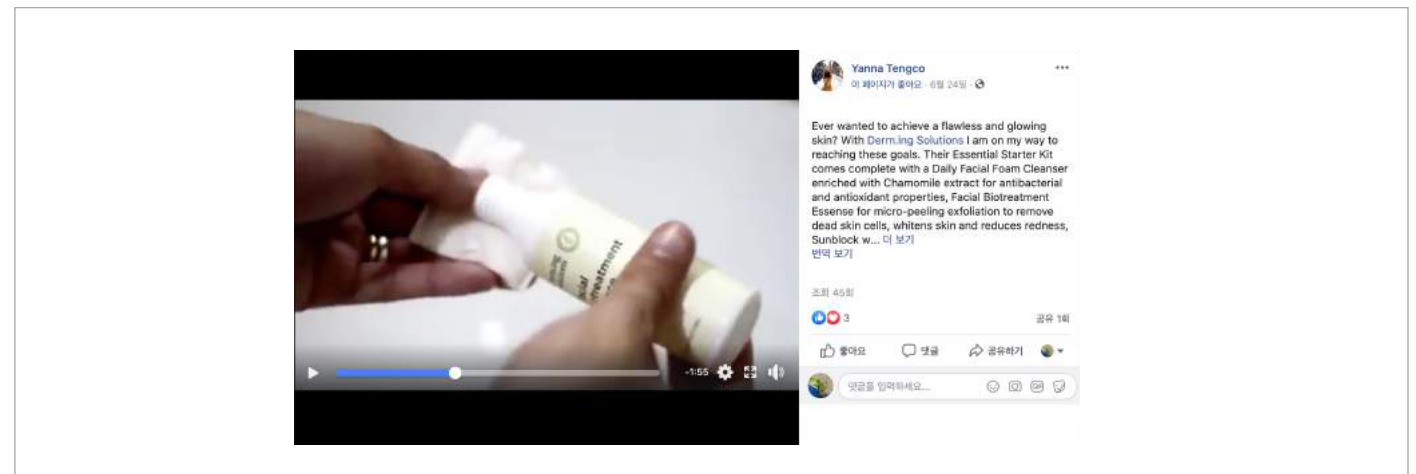 Yanna Tengco
이 페이지가 좋아요 · 6월 24일 ·
Ever wanted to achieve a flawless and glowing
skin? With Derm.ing Solutions I am on my way to
reaching these goals. Their Essential Starter Kit
comes complete with a Daily Facial Foam Cleanser
enriched with Chamomile extract for antibacterial
and antioxidant properties, Facial Biotreatment
Essense for micro-peeling exfoliation to remove
dead skin cells, whitens skin and reduces redness,
Sunblock w... 더 보기
번역 보기
조회 45회
3
공유 1회
좋아요 댓글 공유하기
댓글을 입력하세요...
GIF
-1:55